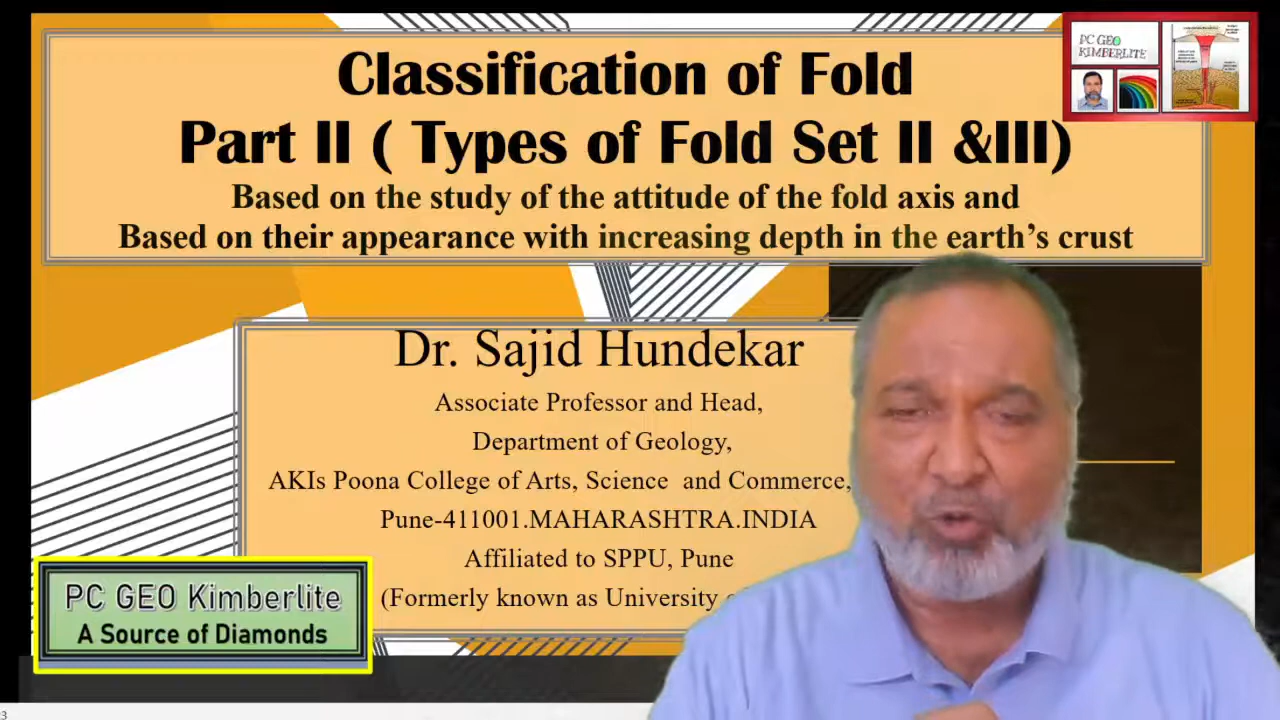 Classification of Fold
Part II ( Types of Fold Set II &III)
Based on the study of the attitude of the fold axis and
Based on their appearance with increasing depth in the earth’s crust
PC GEO
KIMBERLITE
Dr. Sajid Hundekar
Associate Professor and Head,
Department of Geology,
AKIs Poona College of Arts, Science and Commerce,
Pune-411001.MAHARASHTRA.INDIA
Affiliated to SPPU, Pune
(Formerly known as University
PC GEO Kimberlite
A Source of Diamonds